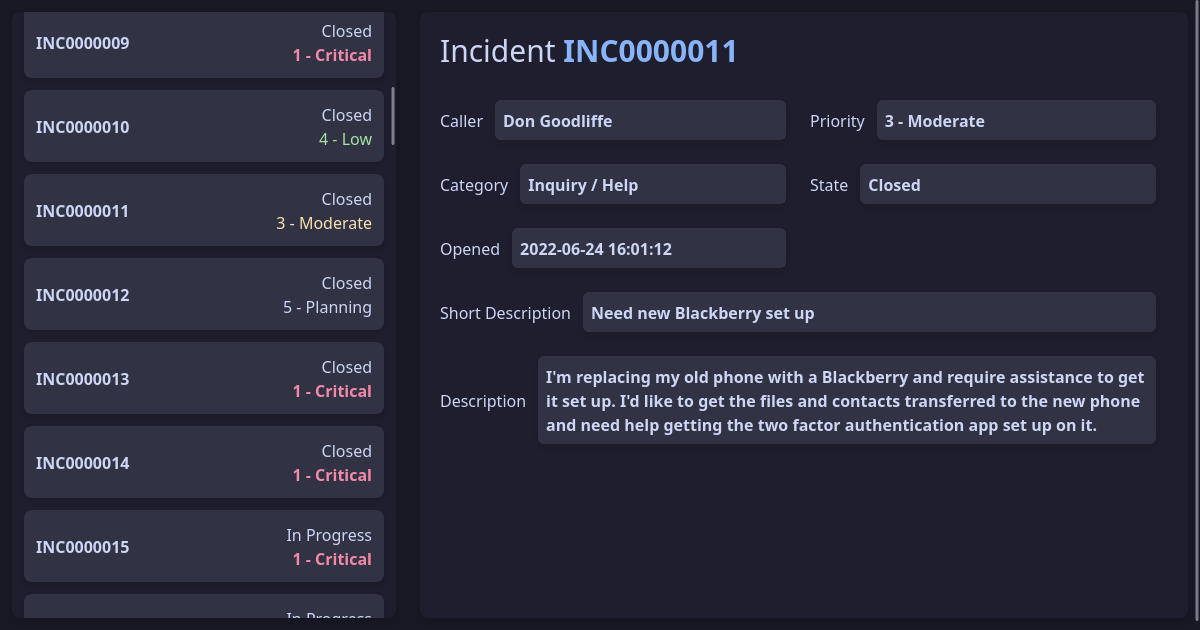 INC0000009
Closed
1 - Critical
INC0000010
Closed
4 - Low
INC0000011
Closed
3 - Moderate
INC0000012
Closed
5 - Planning
INC0000013
Closed
1 - Critical
INC0000014
Closed
1 - Critical
INC0000015
In Progress
1 - Critical
In Progress
Incident INC0000011
Caller Don Goodliffe
Priority 3 - Moderate
Category Inquiry / Help
State Closed
Opened 2022-06-24 16:01:12
Short Description Need new Blackberry set up
Description
I'm replacing my old phone with a Blackberry and require assistance to get
it set up. I'd like to get the files and contacts transferred to the new phone
and need help getting the two factor authentication app set up on it.